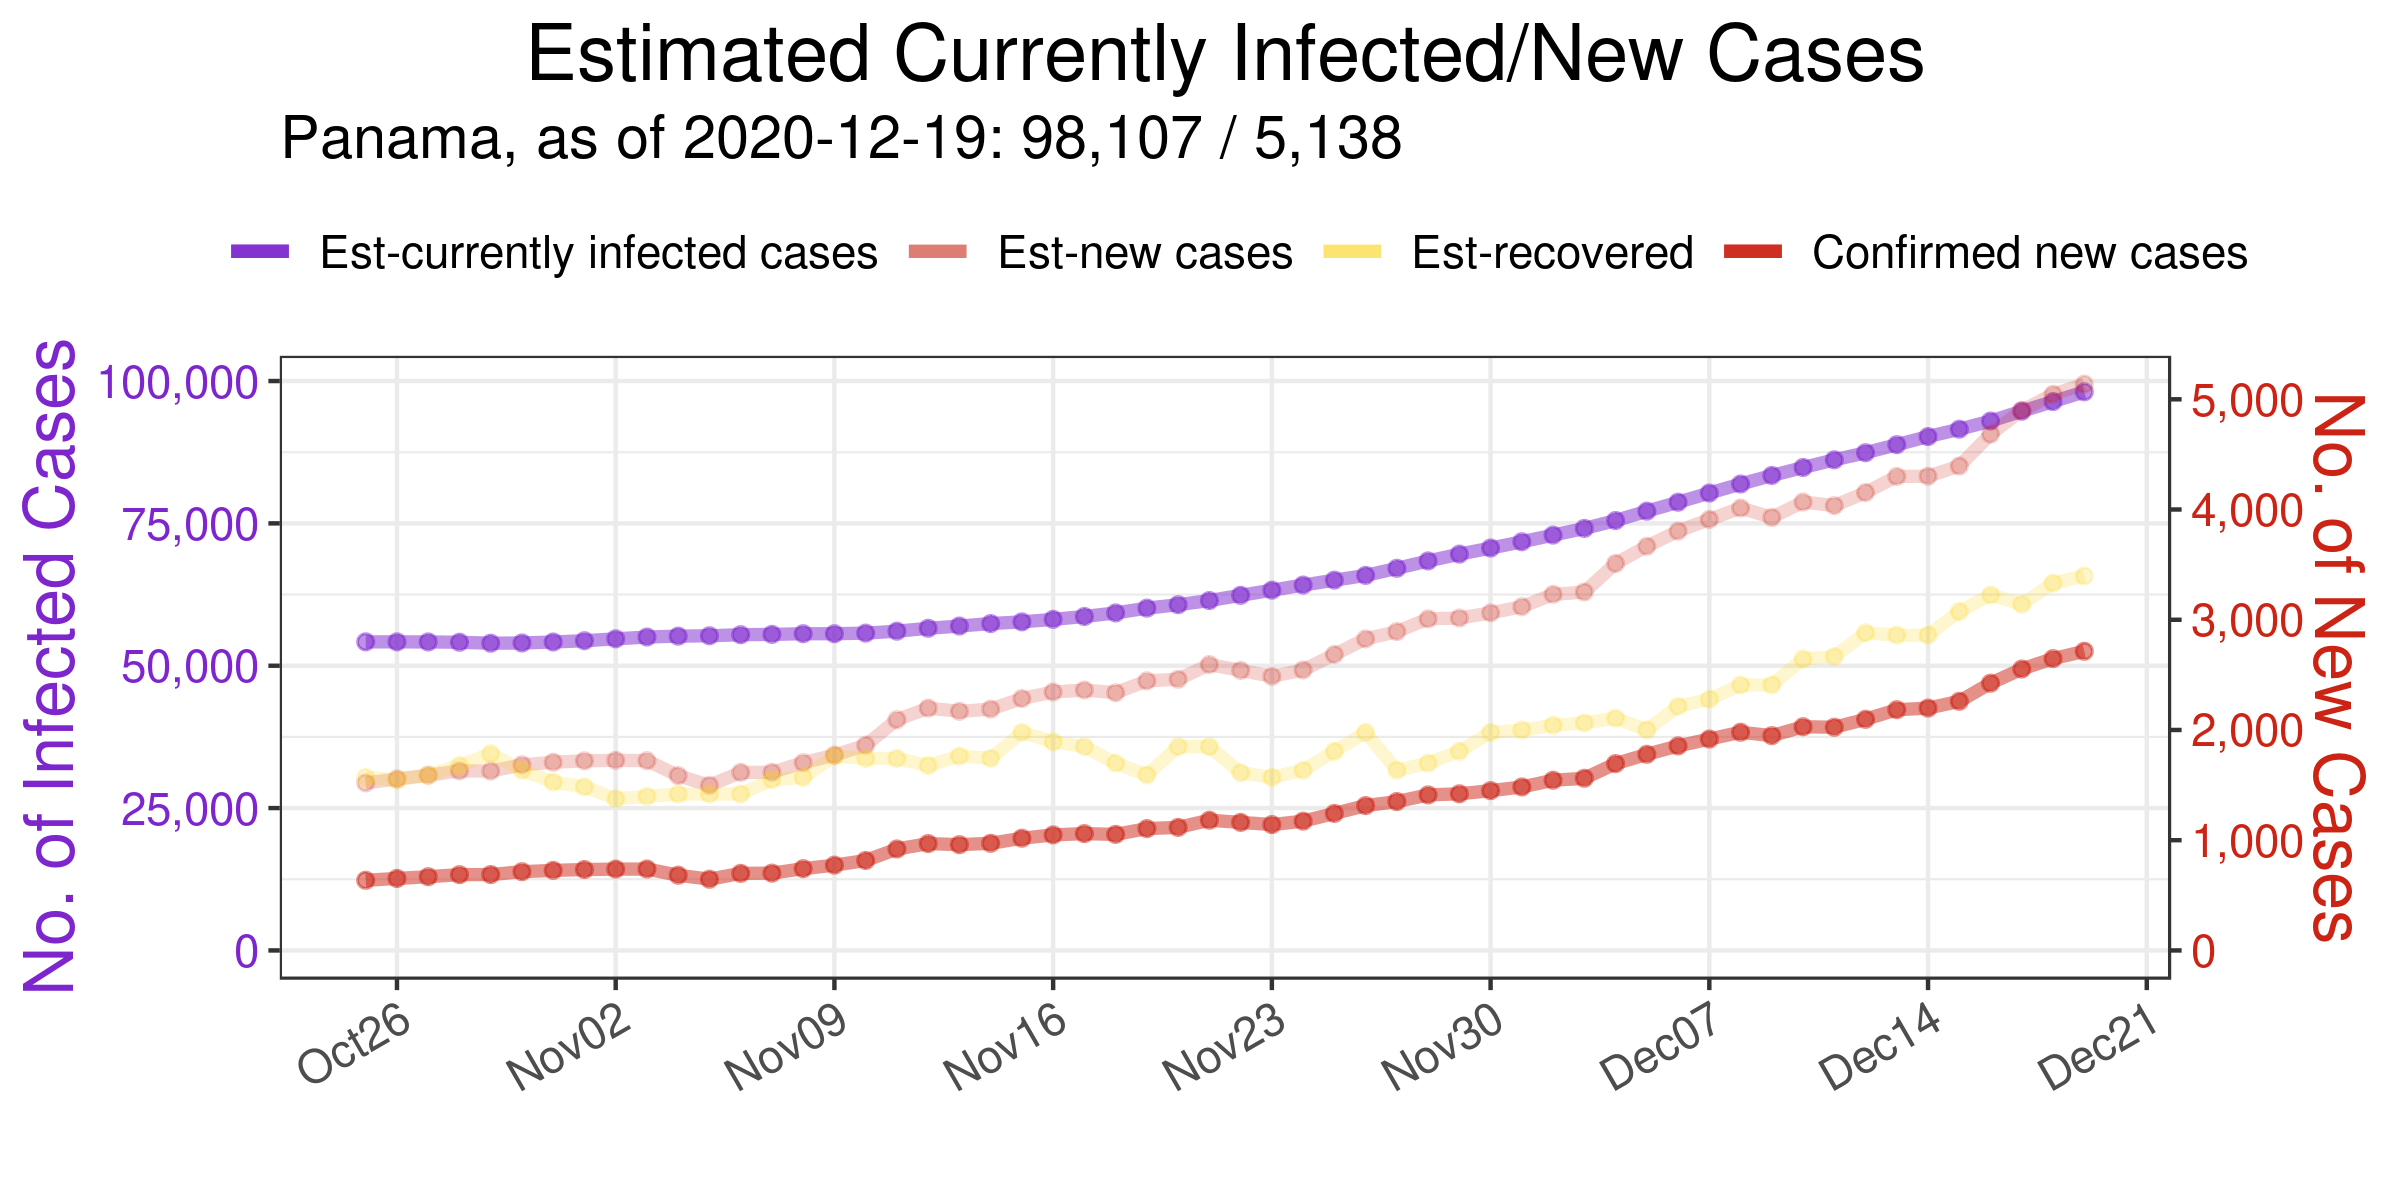 Estimated Currently Infected/New Cases
Panama, as of 2020-12-19: 98,107 / 5,138
Est-currently infected cases Est-new cases Est-recovered Confirmed new cases
No. of Infected Cases
100,000
75,000
50,000
25,000
0
5,000
4,000
3,000
2,000
1,000
0
No. of New Cases
Oct26 Nov02 Nov09 Nov16 Nov23 Nov30 Dec07 Dec14 Dec21